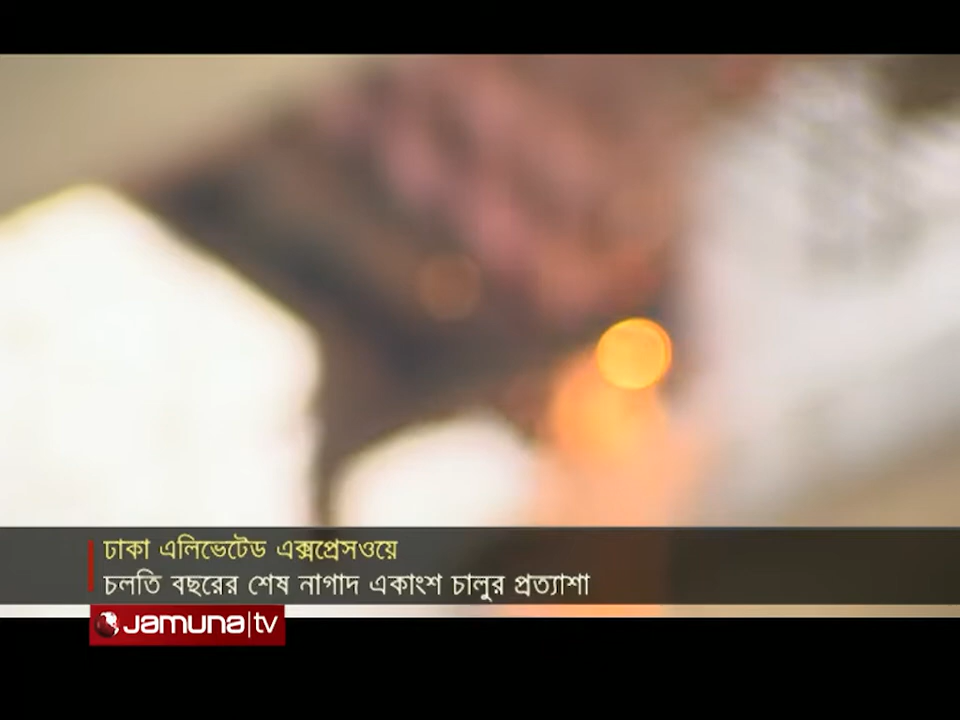 ঢাকা এলিভেটেড এক্সপ্রেসওয়ে
চলতি বছরের শেষ নাগাদ একাংশ চালুর প্রত্যাশা
JAMUNA|tv